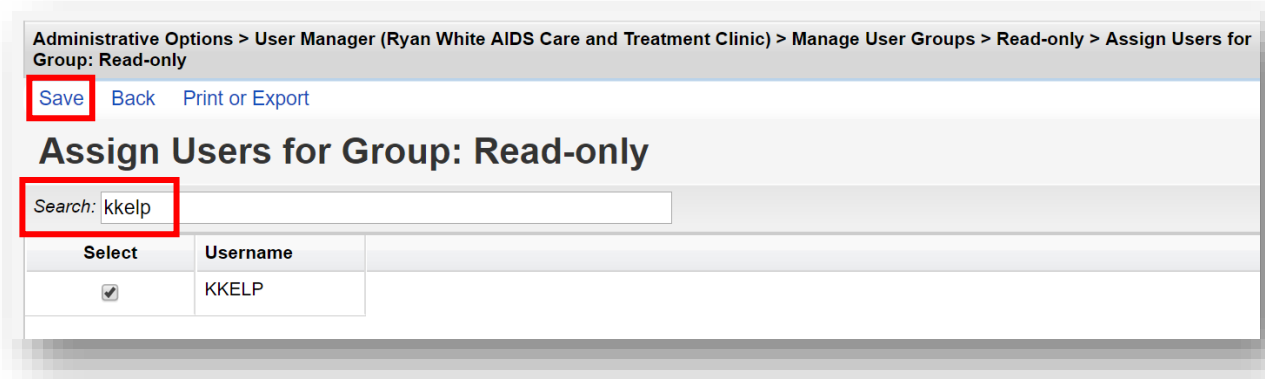 Administrative Options > User Manager (Ryan White AIDS Care and Treatment Clinic) > Manage User Groups > Read-only > Assign Users for
Group: Read-only
Save Back Print or Export
Assign Users for Group: Read-only
Search: kkelp
Select Username
KKELP